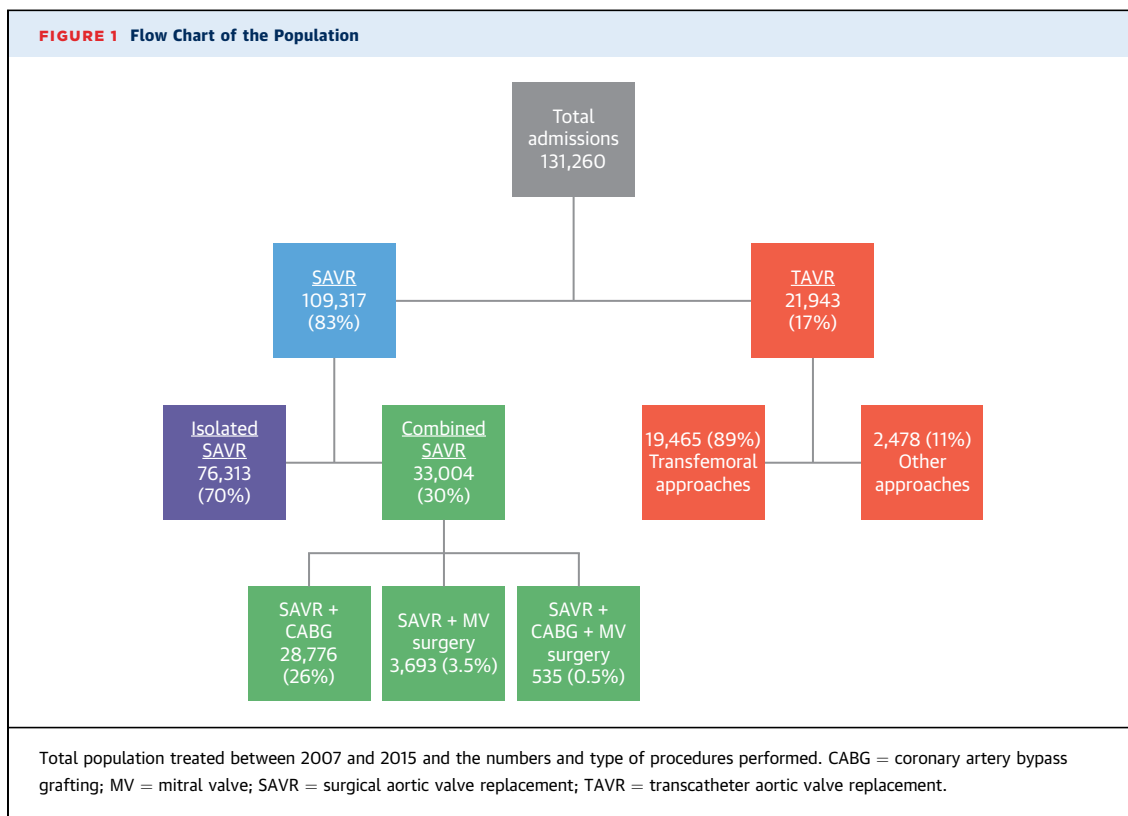 FIGURE 1 Flow Chart of the Population
Total
admissions
131,260
SAVR
109,317
(83%)
TAVR
21,943
(17%)
Isolated
SAVR
76,313
(70%)
Combined
SAVR
33,004
(30%)
19,465 (89%)
Transfemoral
approaches
2,478 (11%)
Other
approaches
SAVR +
CABG
28,776
(26%)
SAVR + MV
surgery
3,693 (3.5%)
SAVR +
CABG + MV
surgery
535 (0.5%)
Total population treated between 2007 and 2015 and the numbers and type of procedures performed. CABG = coronary artery bypass
grafting; MV = mitral valve; SAVR = surgical aortic valve replacement; TAVR = transcatheter aortic valve replacement.